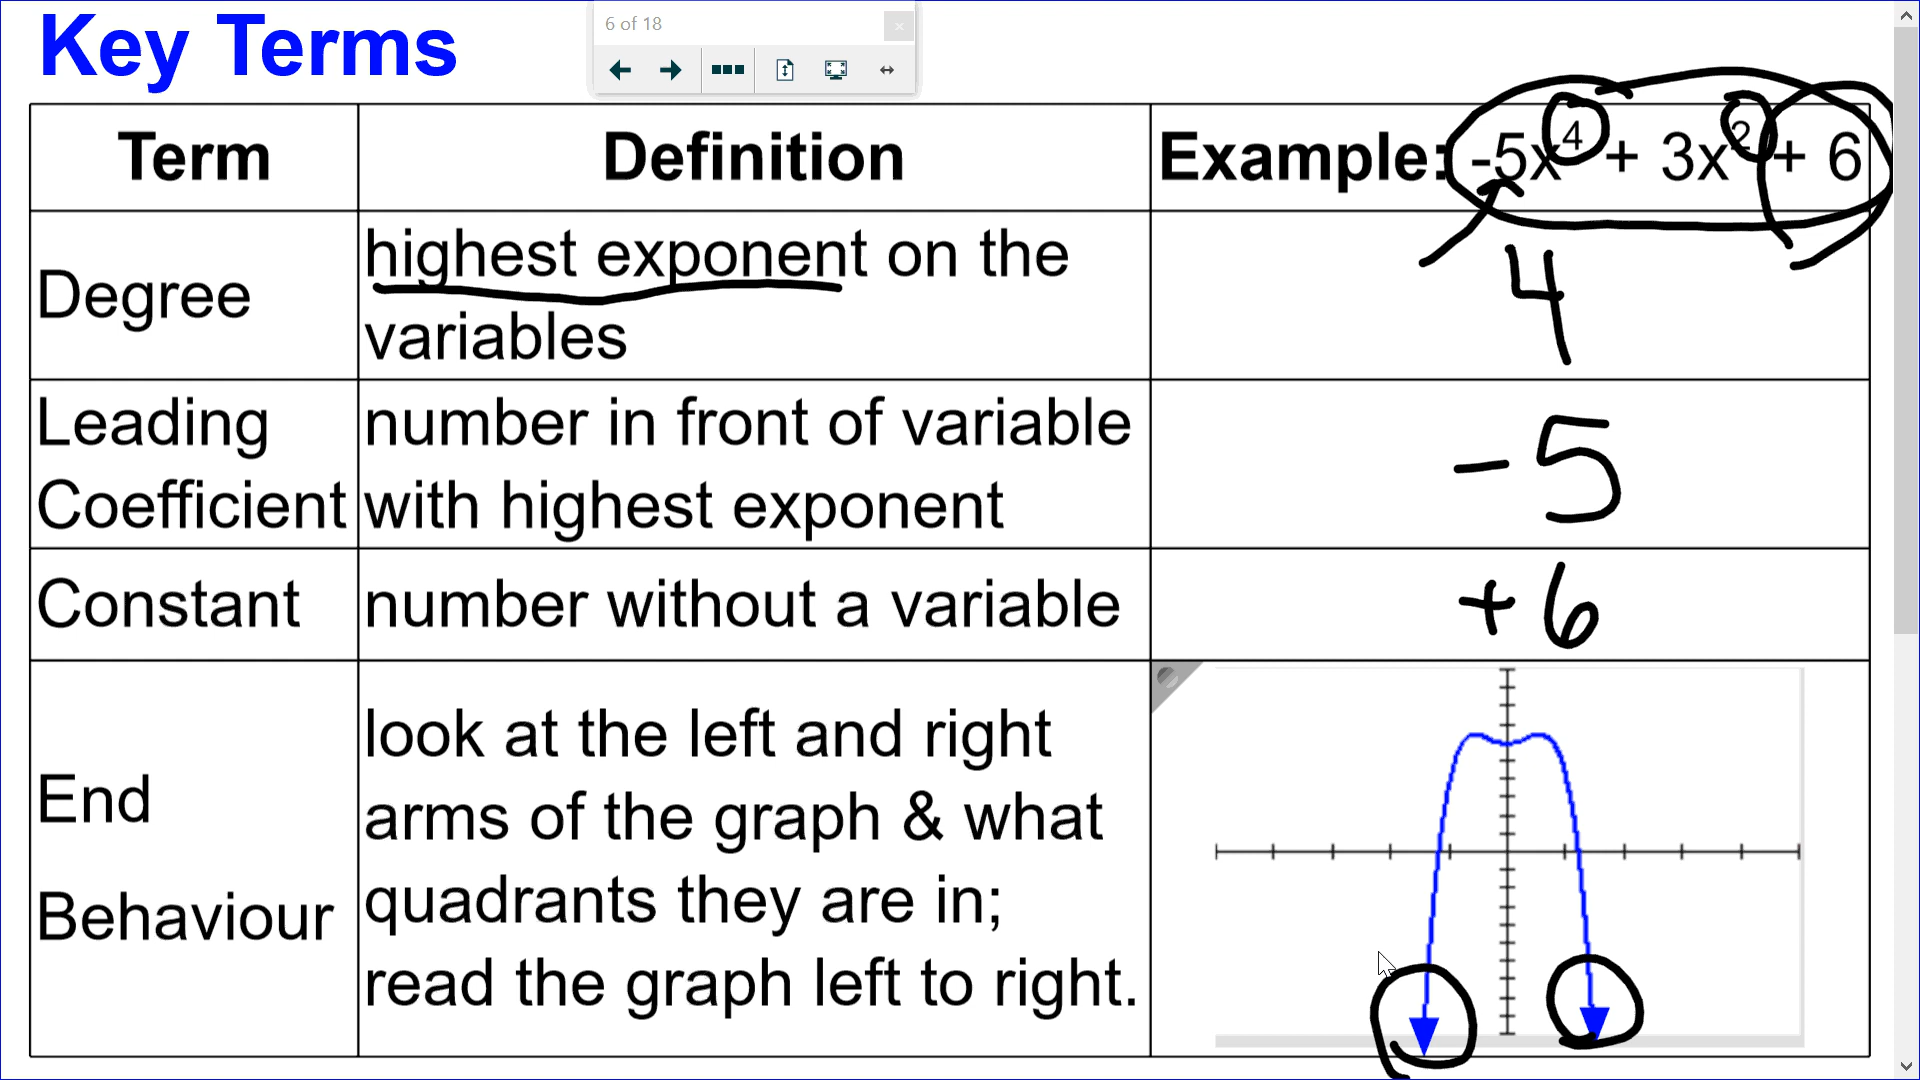 Key Terms
6 of 18
Term
Definition
Example: -5x⁴ + 3x² + 6
Degree
highest exponent on the
variables
4
Leading
Coefficient
number in front of variable
with highest exponent
-5
Constant
number without a variable
+6
End
Behaviour
look at the left and right
arms of the graph & what
quadrants they are in;
read the graph left to right.